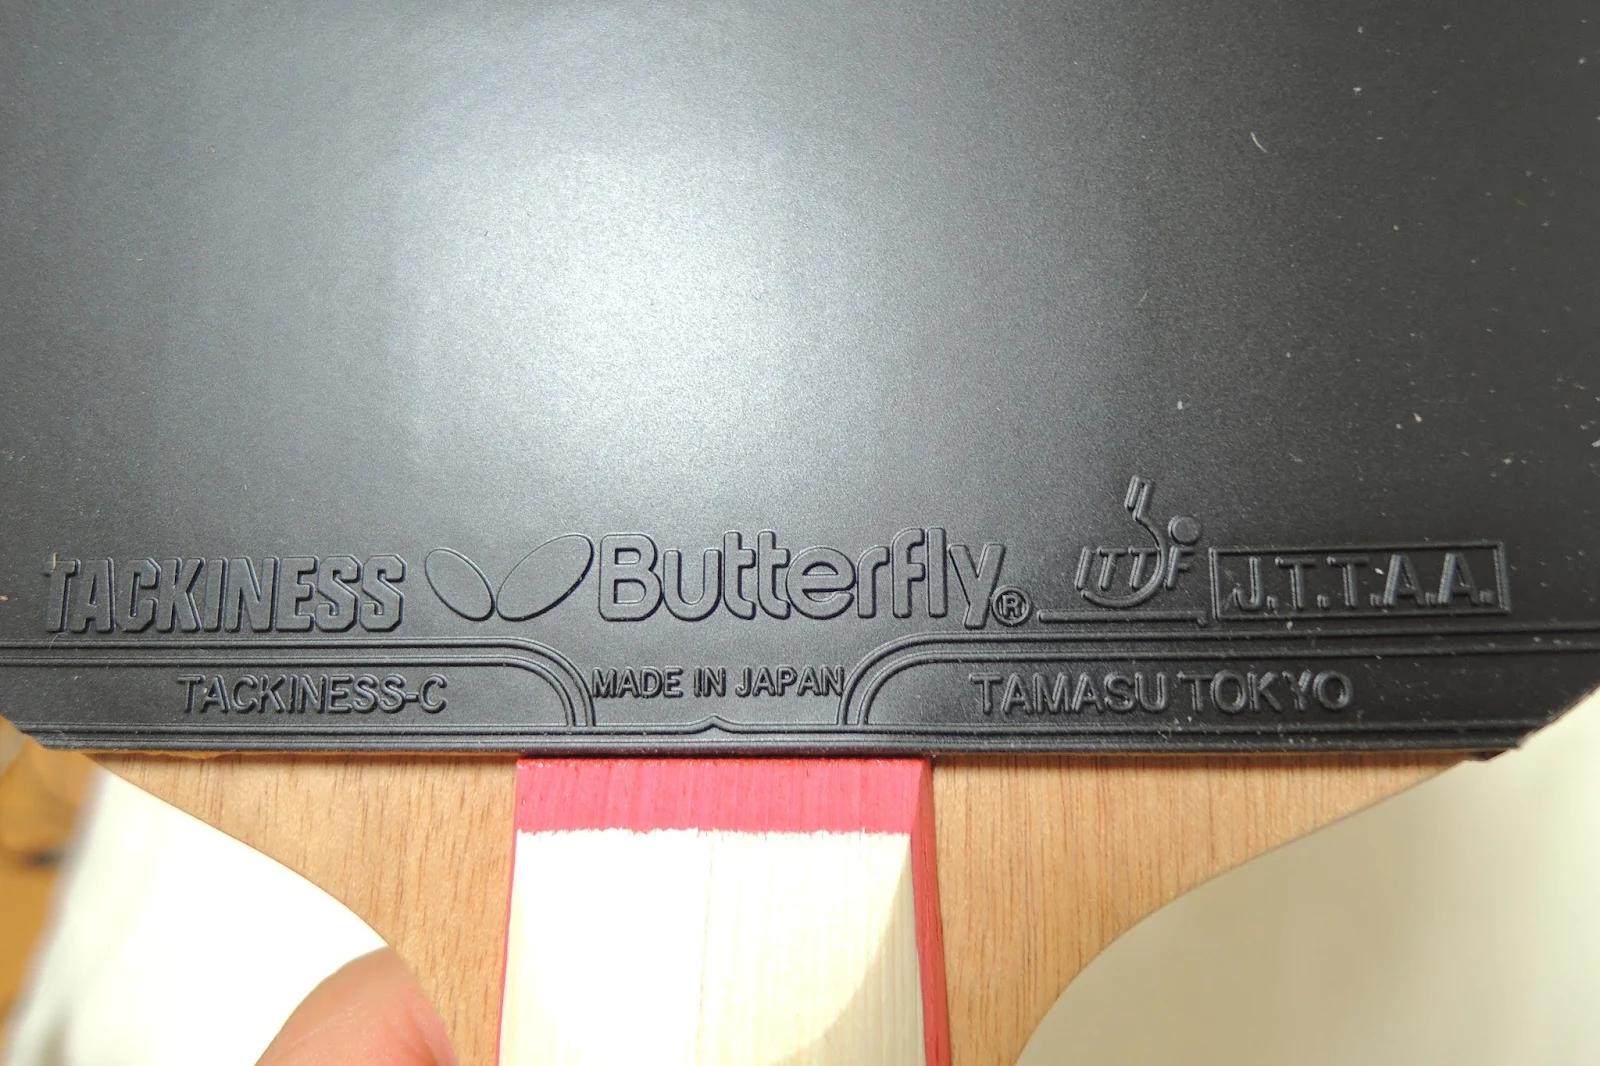 TACKINESS Butterfly® ITTF J.T.T.A.A.
TACKINESS-C MADE IN JAPAN TAMASU TOKYO